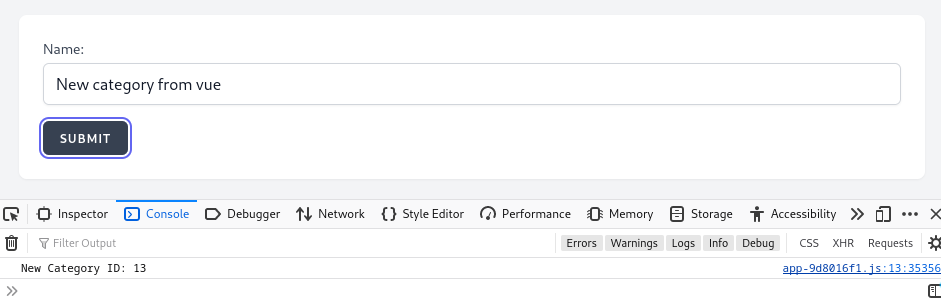 Name:
New category from vue
SUBMIT
Inspector Console Debugger Network Style Editor Performance Memory Storage Accessibility
Filter Output Errors Warnings Logs Info Debug CSS XHR Requests
New Category ID: 13 app-9d8016f1.js:13:35356